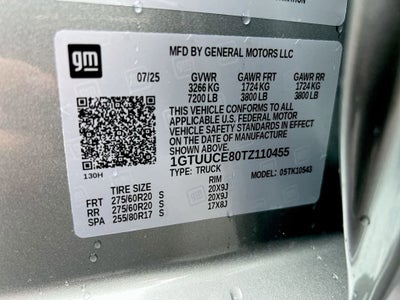 gm
MFD BY GENERAL MOTORS LLC
07/25 GVWR GAWR FRT GAWR RR
3266 KG 1724 KG 1724 KG
7200 LB 3800 LB 3800 LB
THIS VEHICLE CONFORMS TO ALL
APPLICABLE U.S. FEDERAL MOTOR
VEHICLE SAFETY STANDARDS IN
EFFECT ON THE DATE OF
MANUFACTURE SHOWN ABOVE.
1GTUUCE80TZ110455
130H
TYPE: TRUCK MODEL: 05TK10543
TIRE SIZE RIM
FRT 275/60R20 S 20X9J
RR 275/60R20 S 20X9J
SPA 255/80R17 S 17X8J